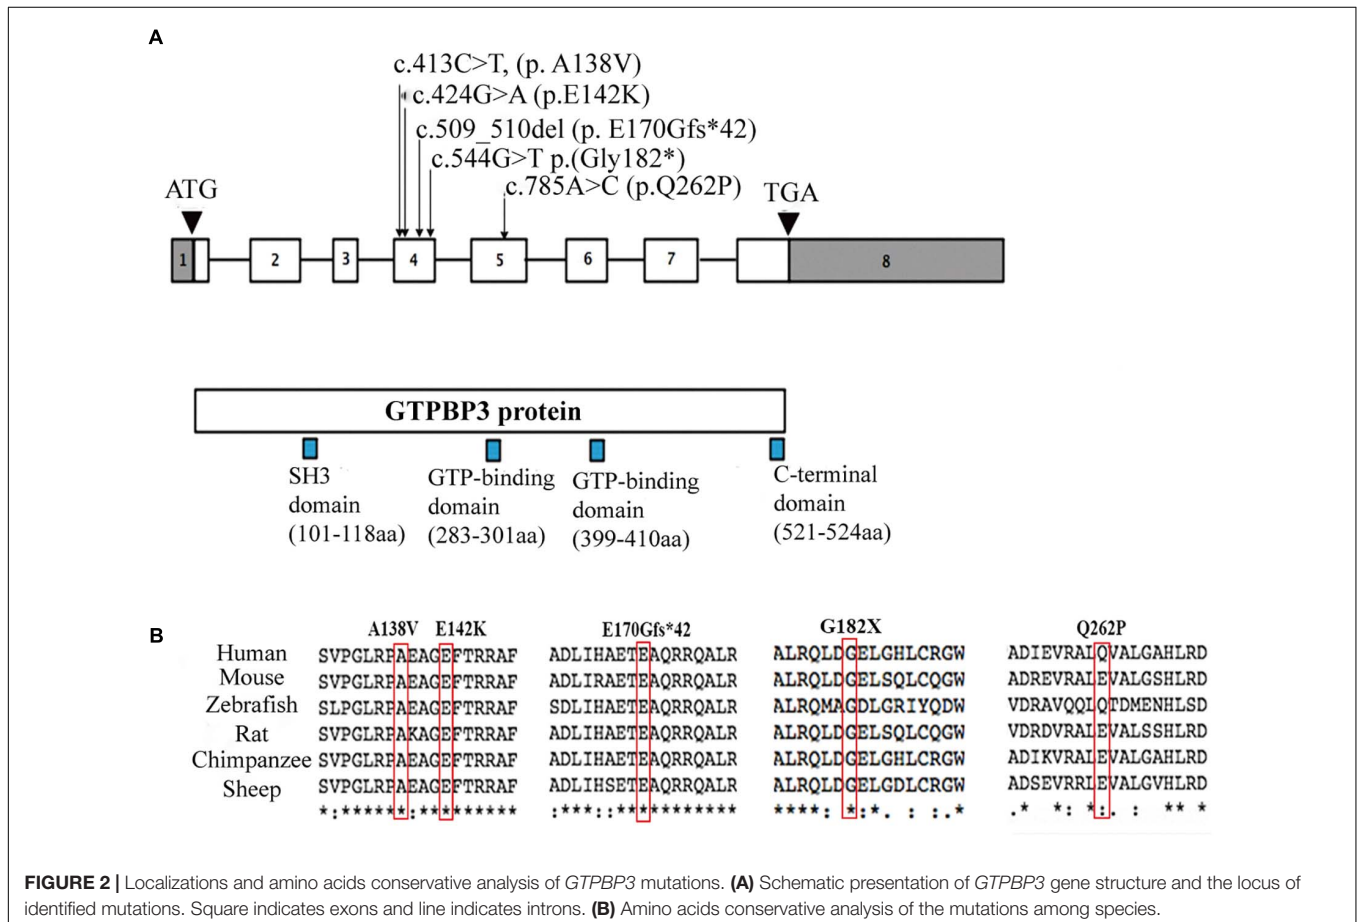 A
c.413C>T, (p. A138V)
c.424G>A (p.E142K)
c.509_510del (p. E170Gfs*42)
c.544G>T p.(Gly182*)
c.785A>C (p.Q262P)
ATG
TGA
1 2 3 4 5 6 7 8
GTPBP3 protein
SH3
domain
(101-118aa)
GTP-binding
domain
(283-301aa)
GTP-binding
domain
(399-410aa)
C-terminal
domain
(521-524aa)
B
A138V E142K E170Gfs*42 G182X Q262P
Human SVPGLRPAEAGEFTRRAF ADLIHAETEAQRRQALR ALRQLDGELGHLCRGW ADIEVRALQVALGAHLRD
Mouse SVPGLRPAEAGEFTRRAF ADLIRAETEAQRRQALR ALRQLDGELSQLCQGW ADREVRALEVALGSHLRD
Zebrafish SLPGLRPAEAGEFTRRAF SDLIHAETEAQRRQALR ALRQMAGDLGRIYQDW VDRAVQQLQTDMENHLSD
Rat SVPGLRPAKAGEFTRRAF ADLIRAETEAQRRQALR ALRQLDGELSQLCQGW VDRDVRALEVALSSHLRD
Chimpanzee SVPGLRPAEAGEFTRRAF ADLIHAETEAQRRQALR ALRQLDGELGHLCRGW ADIKVRALEVALGAHLRD
Sheep SVPGLRPAEAGEFTRRAF ADLIHSETEAQRRQALR ALRQLDGELGDLCRGW ADSEVRRLEVALGVHLRD
*:******:********* :***::*********** ****: *:*. : :.* .* *: *:. : ** *
FIGURE 2 | Localizations and amino acids conservative analysis of GTPBP3 mutations. (A) Schematic presentation of GTPBP3 gene structure and the locus of
identified mutations. Square indicates exons and line indicates introns. (B) Amino acids conservative analysis of the mutations among species.